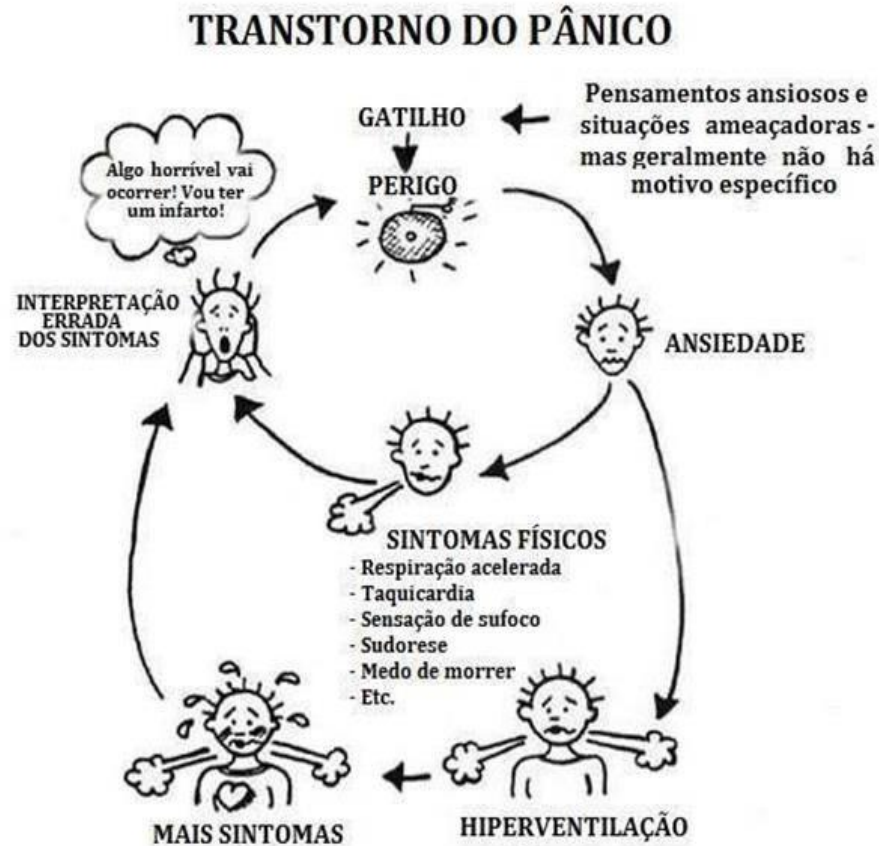 TRANSTORNO DO PÂNICO
GATILHO
Pensamentos ansiosos e
situações ameaçadoras -
mas geralmente não há
motivo específico
PERIGO
Algo horrível vai
ocorrer! Vou ter
um infarto!
INTERPRETAÇÃO
ERRADA
DOS SINTOMAS
ANSIEDADE
SINTOMAS FÍSICOS
- Respiração acelerada
- Taquicardia
- Sensação de sufoco
- Sudorese
- Medo de morrer
- Etc.
MAIS SINTOMAS
HIPERVENTILAÇÃO